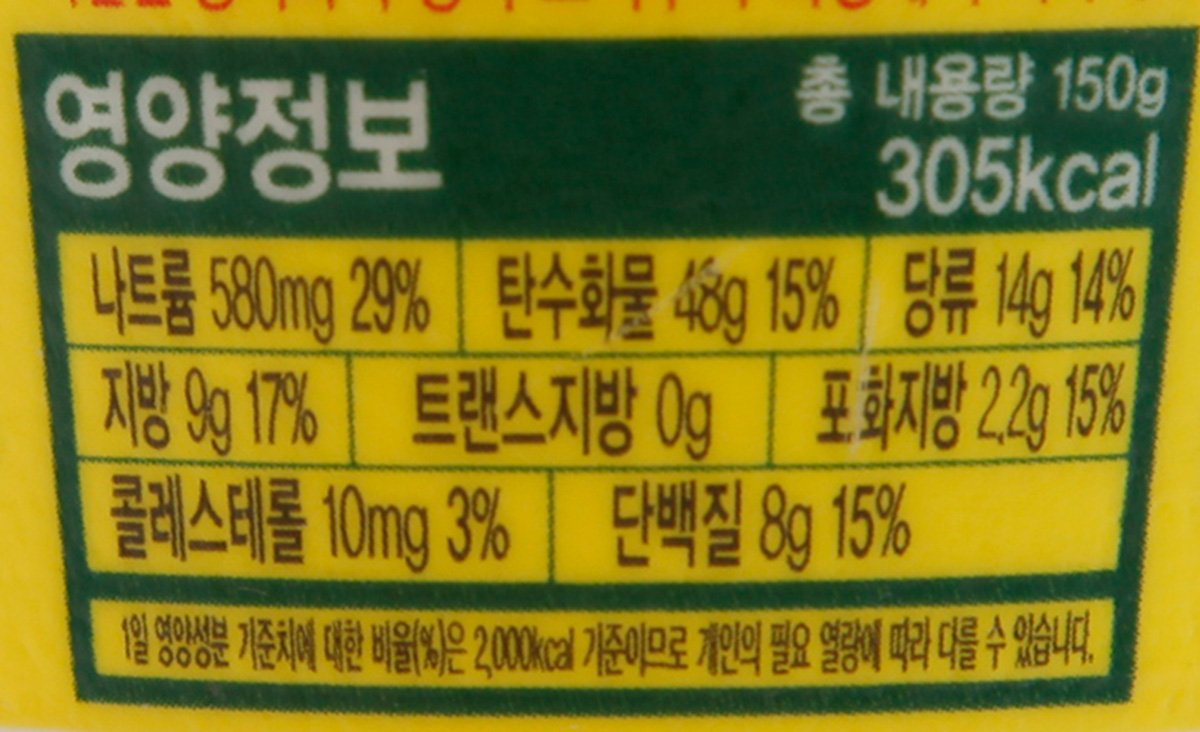 영양정보
총 내용량 150g
305kcal
나트륨 580mg 29% 탄수화물 48g 15% 당류 14g 14%
지방 9g 17% 트랜스지방 0g 포화지방 2.2g 15%
콜레스테롤 10mg 3% 단백질 8g 15%
1일 영양성분 기준치에 대한 비율(%)은 2,000kcal 기준이므로 개인의 필요 열량에 따라 다를 수 있습니다.